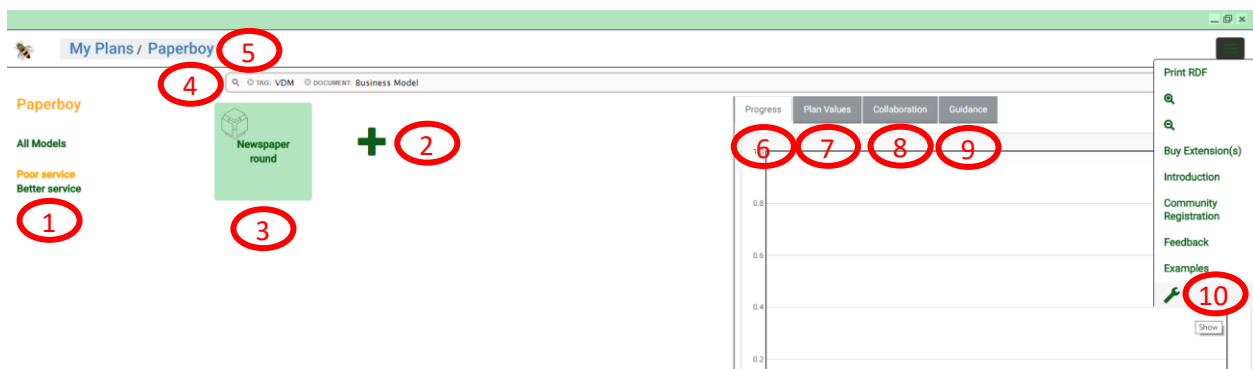 My Plans / Paperboy
5
4
TAG: VDM DOCUMENT: Business Model
Print RDF
Paperboy
All Models
Poor service
Better service
1
Newspaper
round
3
2
Progress Plan Values Collaboration Guidance
6 7 8 9
0.8
0.6
0.4
0.2
Buy Extension(s)
Introduction
Community
Registration
Feedback
Examples
10
Show